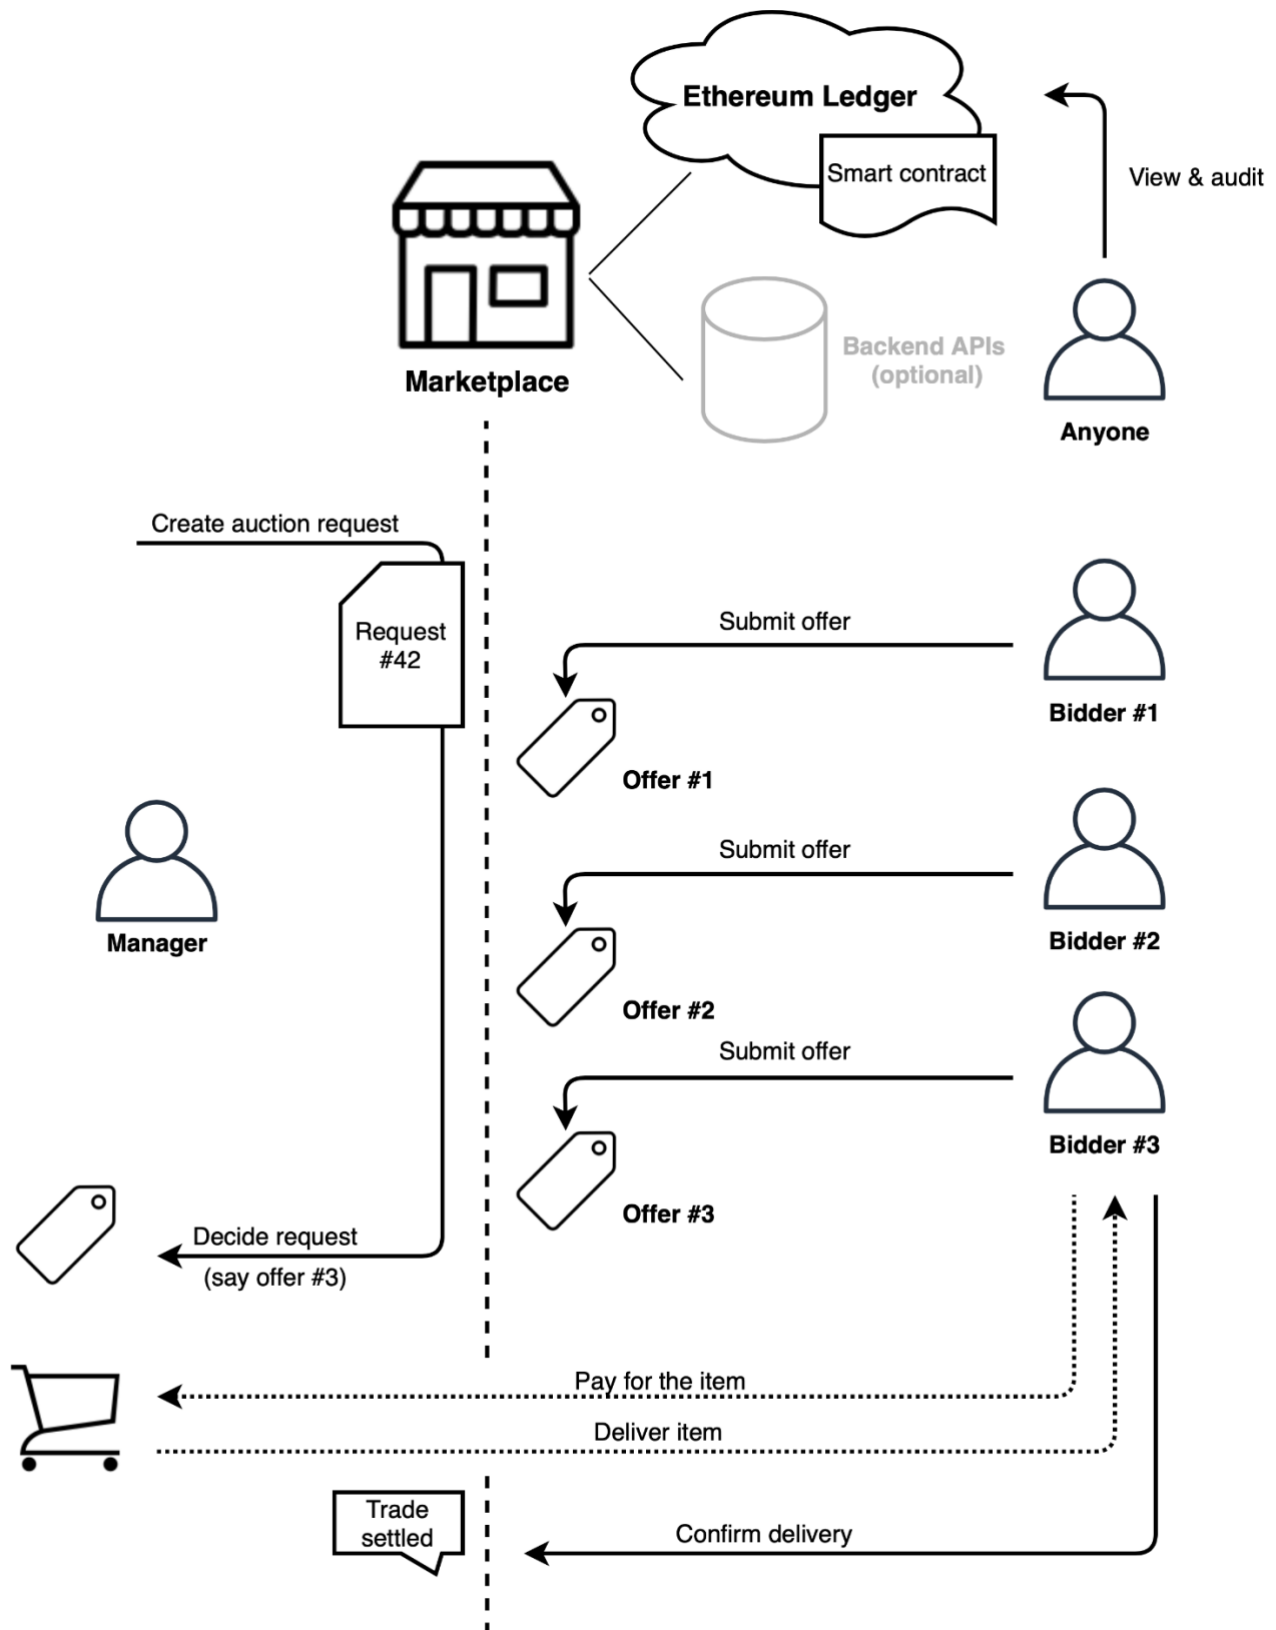 Ethereum Ledger
Smart contract
View & audit
Marketplace
Backend APIs
(optional)
Anyone
Create auction request
Request
#42
Submit offer
Bidder #1
Offer #1
Manager
Submit offer
Bidder #2
Offer #2
Submit offer
Bidder #3
Offer #3
Decide request
(say offer #3)
Pay for the item
Deliver item
Trade
settled
Confirm delivery